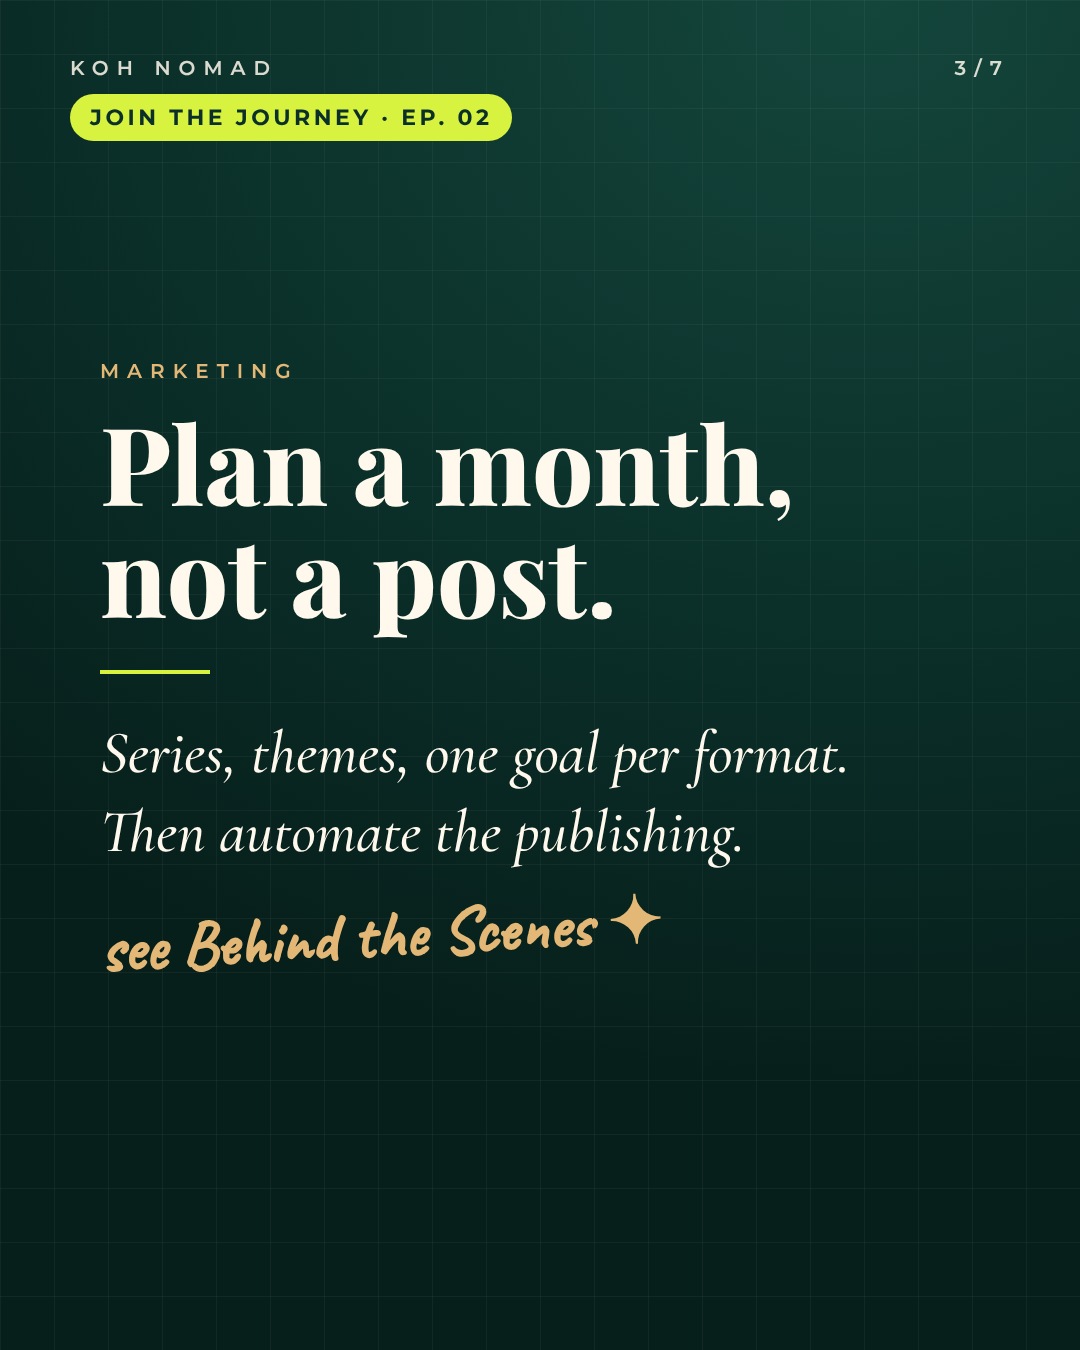 KOH NOMAD
3/7
JOIN THE JOURNEY · EP. 02
MARKETING
Plan a month,
not a post.
Series, themes, one goal per format.
Then automate the publishing.
see Behind the Scenes ✦